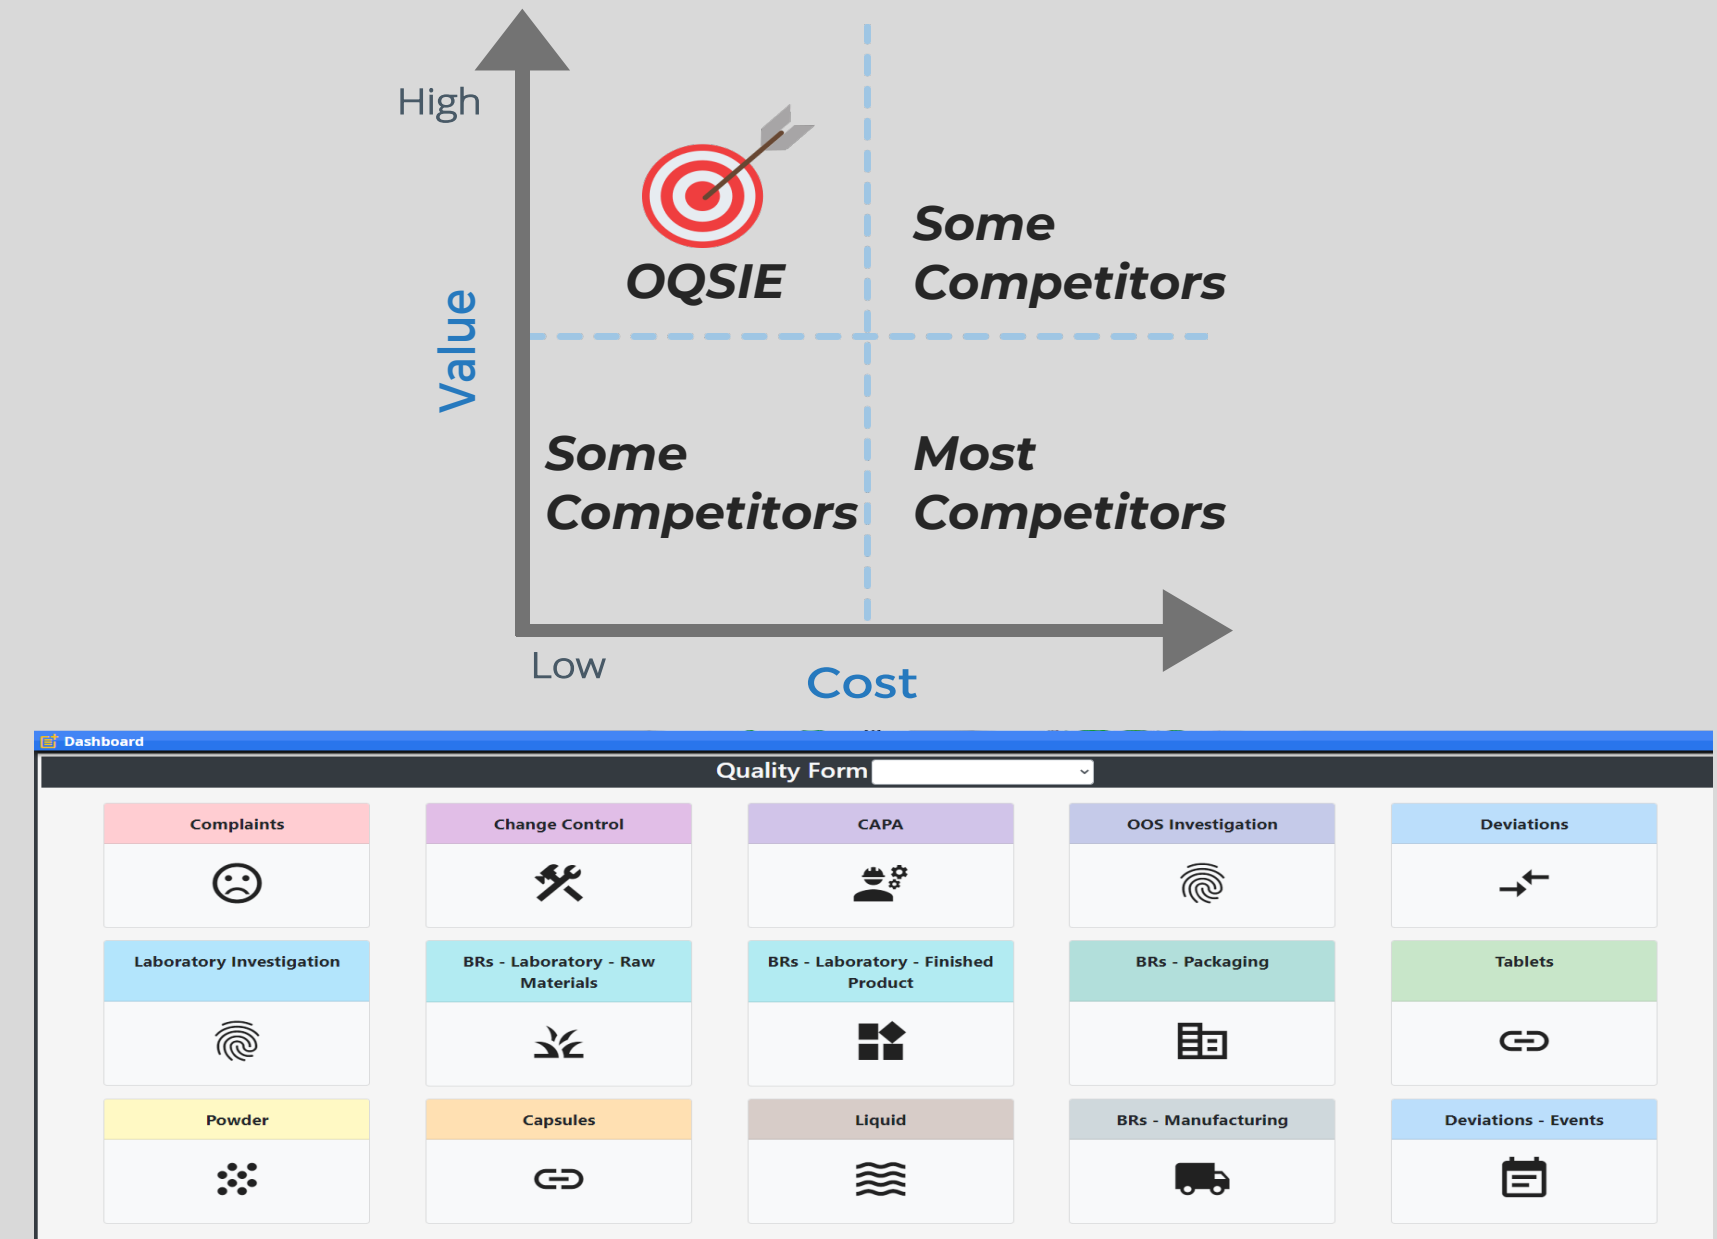 High
Some
Competitors
OQSIE
Value
Some
Competitors
Most
Competitors
Low
Cost
Dashboard
Quality Form
Complaints
Change Control
CAPA
OOS Investigation
Deviations
Laboratory Investigation
BRs - Laboratory - Raw
Materials
BRs - Laboratory - Finished
Product
BRs - Packaging
Tablets
Powder
Capsules
Liquid
BRs - Manufacturing
Deviations - Events